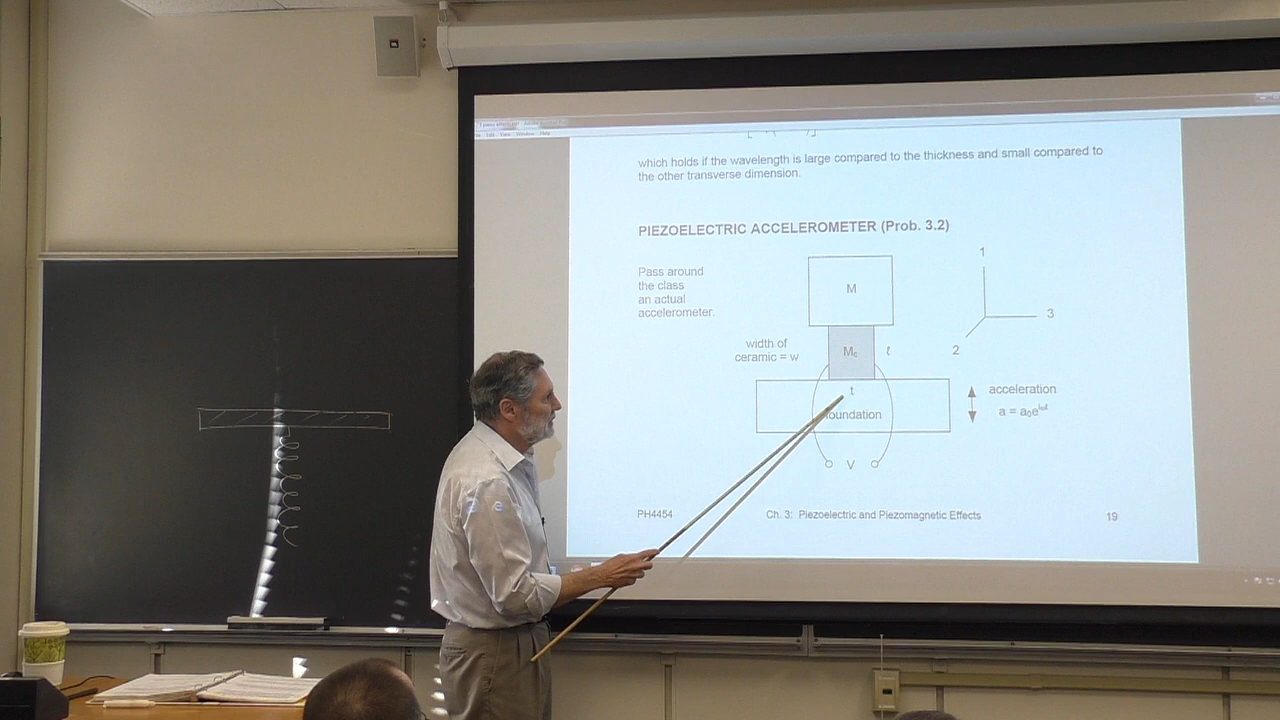 which holds if the wavelength is large compared to the thickness and small compared to
the other transverse dimension.
PIEZOELECTRIC ACCELEROMETER (Prob. 3.2)
Pass around
the class
an actual
accelerometer.
M
1
3
2
width of
ceramic = w
Mc
ℓ
t
foundation
acceleration
a = a₀e^iωt
V
PH4454
Ch. 3: Piezoelectric and Piezomagnetic Effects
19